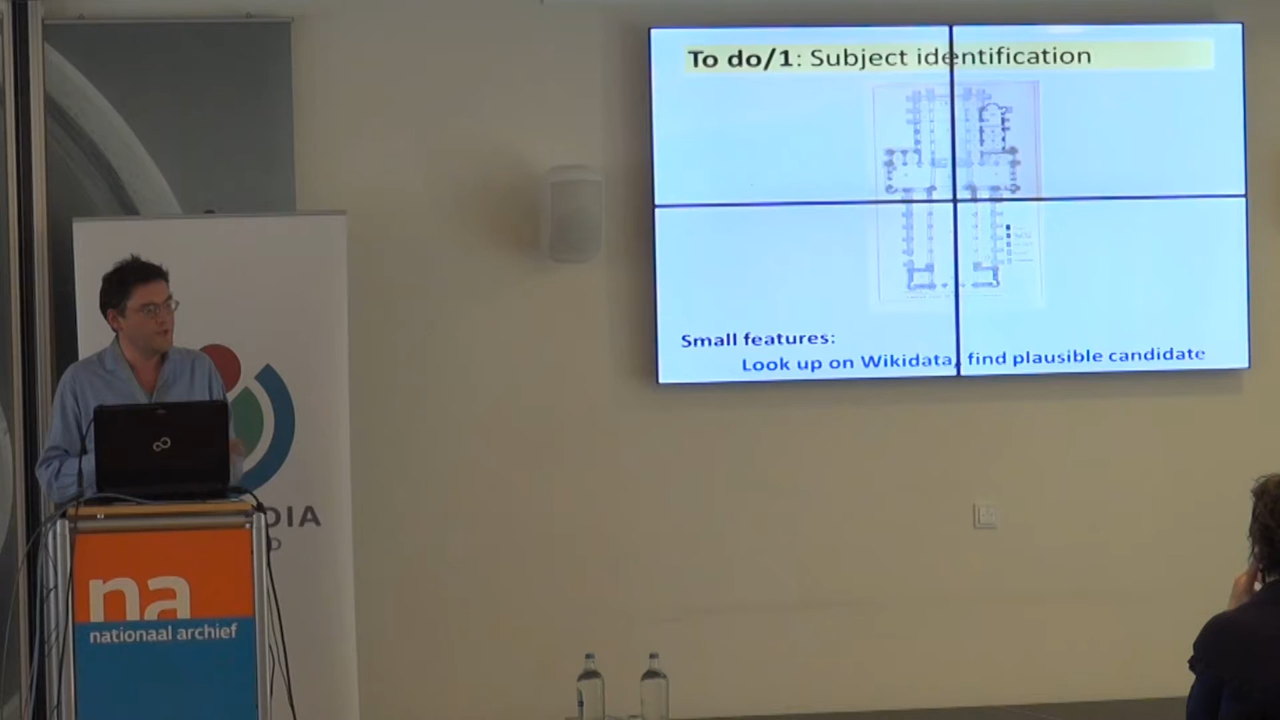 To do/1: Subject identification
Small features:
Look up on Wikidata, find plausible candidate
DIA
D
na
nationaal archief